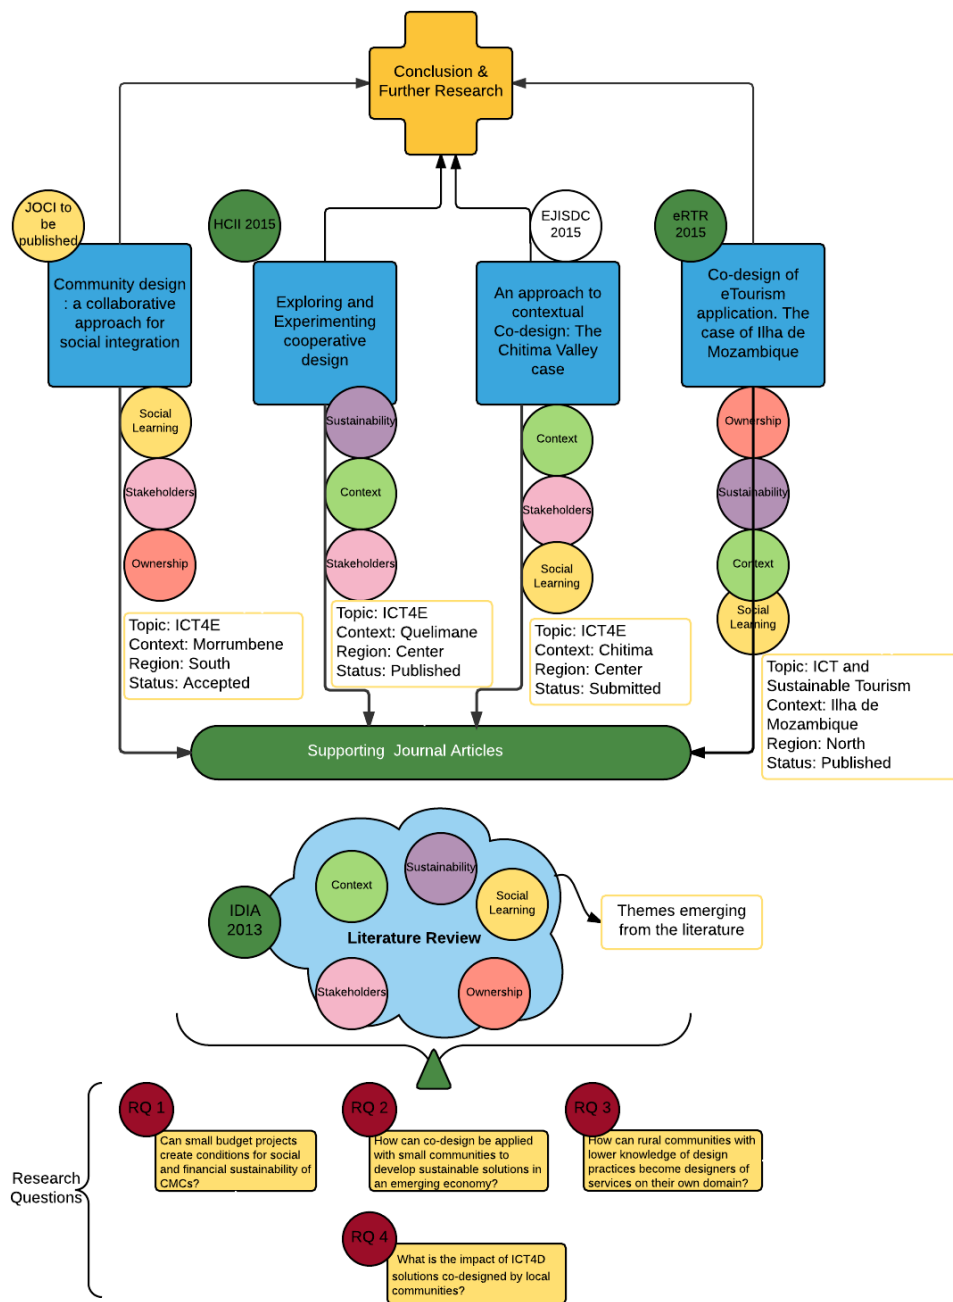 Conclusion &
Further Research
JOCI to
be
published
HCII 2015
EJISDC
2015
eRTR
2015
Community design
: a collaborative
approach for
social integration
Exploring and
Experimenting
cooperative
design
An approach to
contextual
Co-design: The
Chitima Valley
case
Co-design of
eTourism
application. The
case of Ilha de
Mozambique
Social
Learning
Stakeholders
Ownership
Sustainability
Context
Stakeholders
Context
Stakeholders
Social
Learning
Ownership
Sustainability
Context
Social
Learning
Topic: ICT4E
Context: Morrumbene
Region: South
Status: Accepted
Topic: ICT4E
Context: Quelimane
Region: Center
Status: Published
Topic: ICT4E
Context: Chitima
Region: Center
Status: Submitted
Topic: ICT and
Sustainable Tourism
Context: Ilha de
Mozambique
Region: North
Status: Published
Supporting Journal Articles
IDIA
2013
Context
Sustainability
Social
Learning
Literature Review
Stakeholders
Ownership
Themes emerging
from the literature
Research
Questions
RQ 1
Can small budget projects
create conditions for social
and financial sustainability of
CMCs?
RQ 2
How can co-design be applied
with small communities to
develop sustainable solutions in
an emerging economy?
RQ 3
How can rural communities with
lower knowledge of design
practices become designers of
services on their own domain?
RQ 4
What is the impact of ICT4D
solutions co-designed by local
communities?